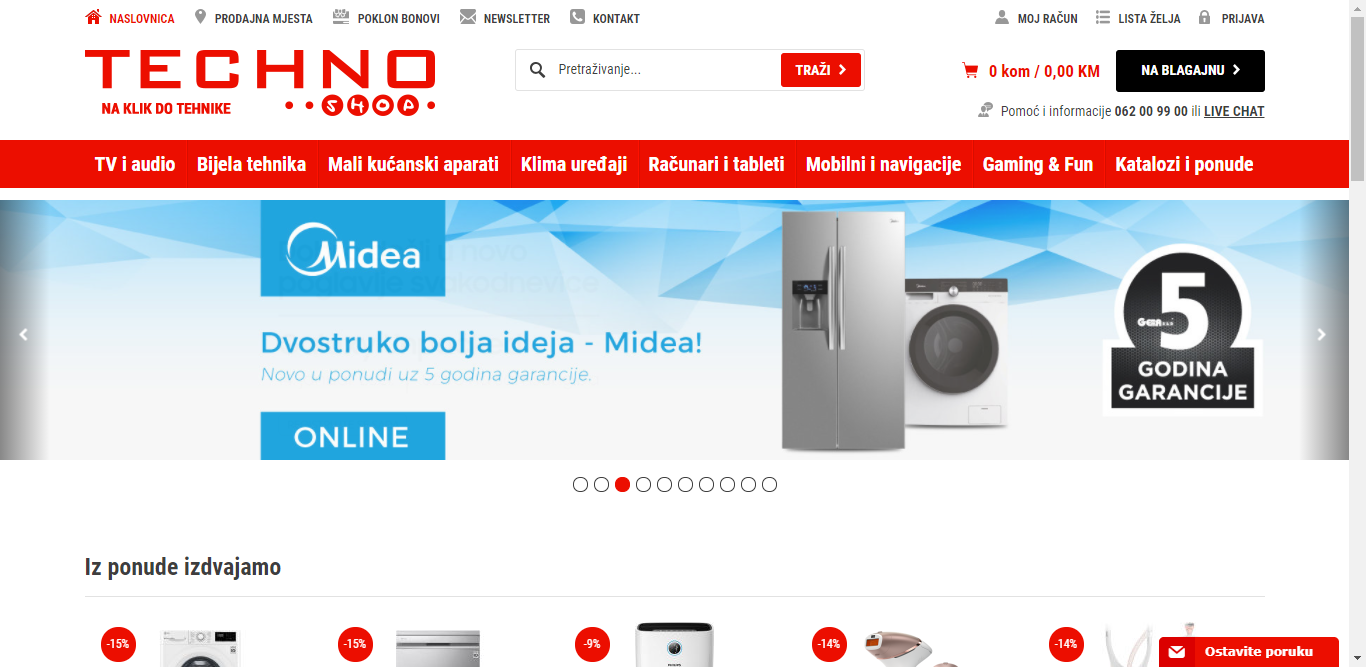 NASLOVNICA
PRODAJNA MJESTA
POKLON BONOVI
NEWSLETTER
KONTAKT
MOJ RAČUN
LISTA ŽELJA
PRIJAVA
TECHNO
SHOP
NA KLIK DO TEHNIKE
Pretraživanje...
TRAŽI
0 kom / 0,00 KM
NA BLAGAJNU
Pomoć i informacije 062 00 99 00 ili LIVE CHAT
TV i audio
Bijela tehnika
Mali kućanski aparati
Klima uređaji
Računari i tableti
Mobilni i navigacije
Gaming & Fun
Katalozi i ponude
Midea
u novo
poglavlje svakodnevice
Dvostruko bolja ideja - Midea!
Novo u ponudi uz 5 godina garancije.
ONLINE
5
GODINA
GARANCIJE
Iz ponude izdvajamo
-15%
-15%
-9%
-14%
-14%
PHILIPS
Ostavite poruku